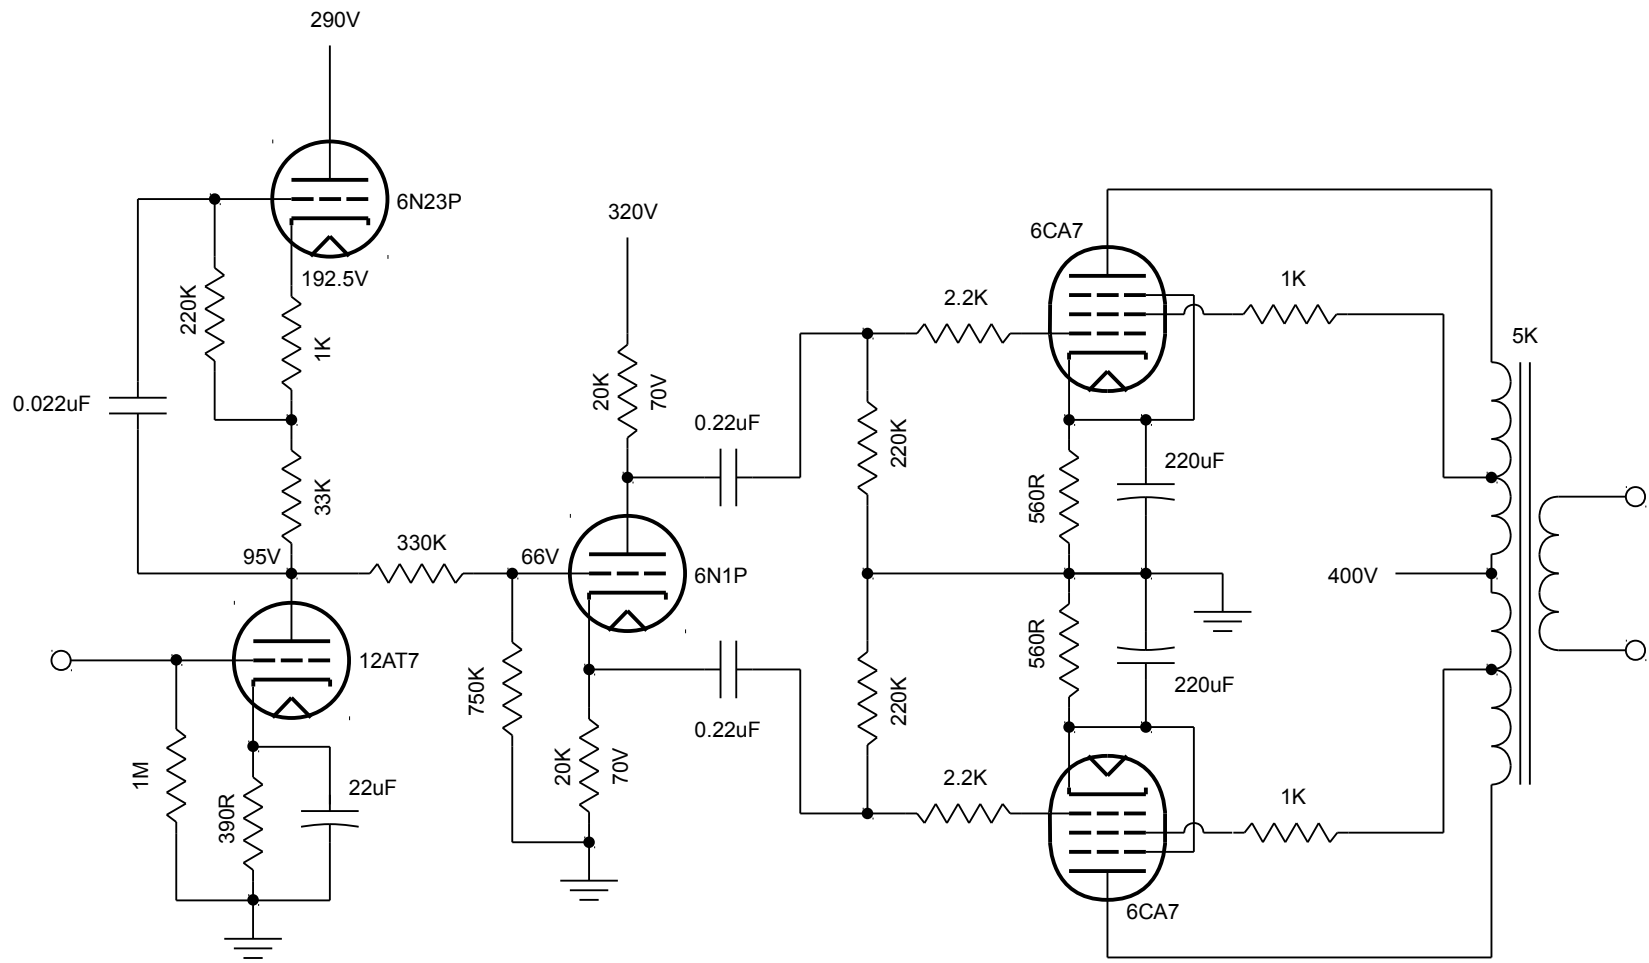 290V
6N23P
192.5V
220K
1K
0.022uF
33K
95V
330K
66V
12AT7
1M
390R
22uF
750K
320V
20K
70V
6N1P
20K
70V
0.22uF
0.22uF
220K
220K
2.2K
2.2K
6CA7
1K
560R
220uF
560R
220uF
400V
5K
1K
6CA7